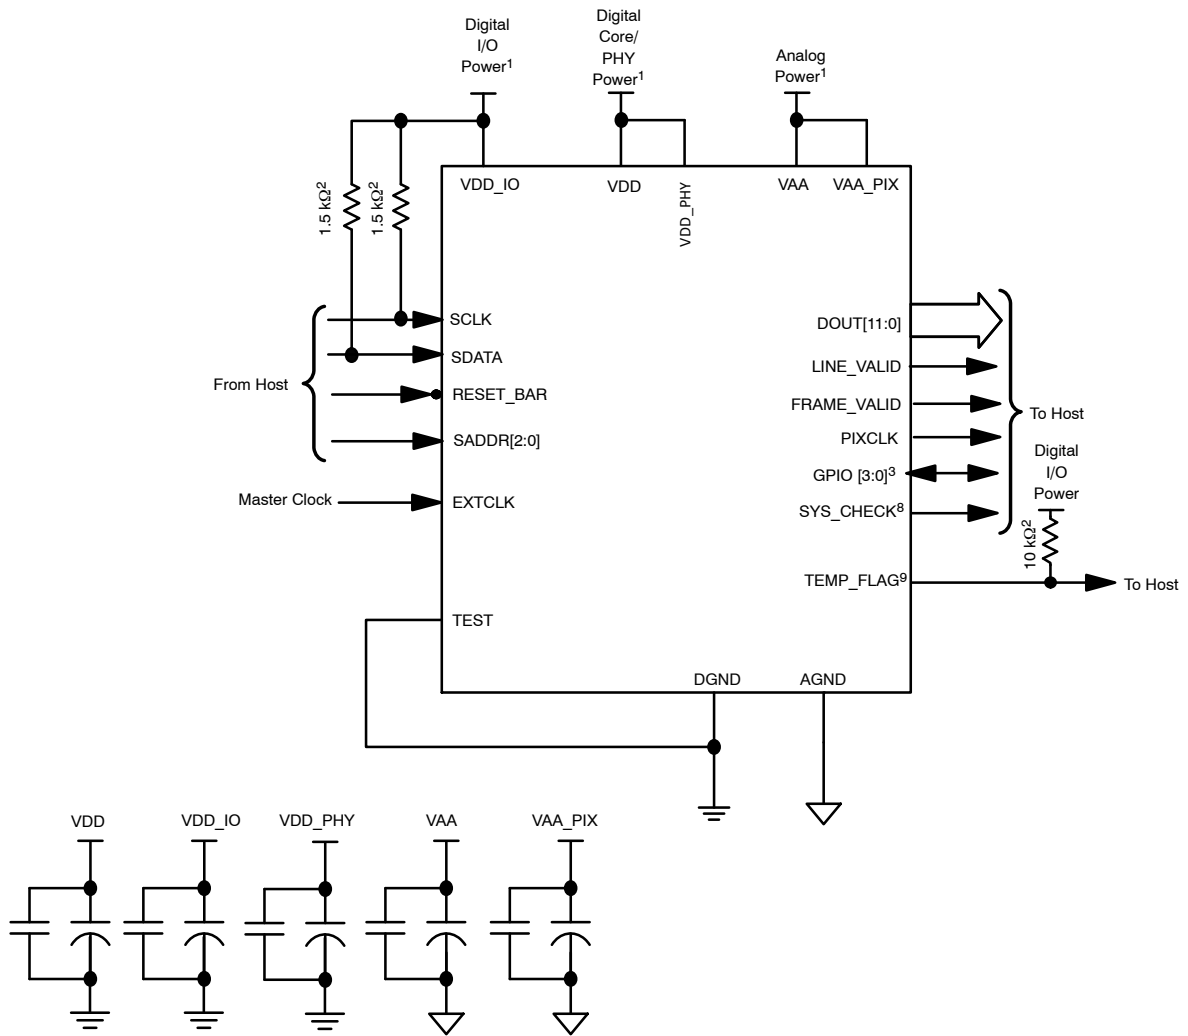 Digital
I/O
Power1
Digital
Core/
PHY
Power1
Analog
Power1
VDD_IO
VDD
VDD_PHY
VAA
VAA_PIX
1.5 kΩ2
1.5 kΩ2
SCLK
SDATA
From Host
RESET_BAR
SADDR[2:0]
Master Clock
EXTCLK
TEST
DOUT[11:0]
LINE_VALID
FRAME_VALID
To Host
PIXCLK
GPIO [3:0]3
SYS_CHECK8
Digital
I/O
Power
10 kΩ2
TEMP_FLAG9
To Host
DGND
AGND
VDD
VDD_IO
VDD_PHY
VAA
VAA_PIX